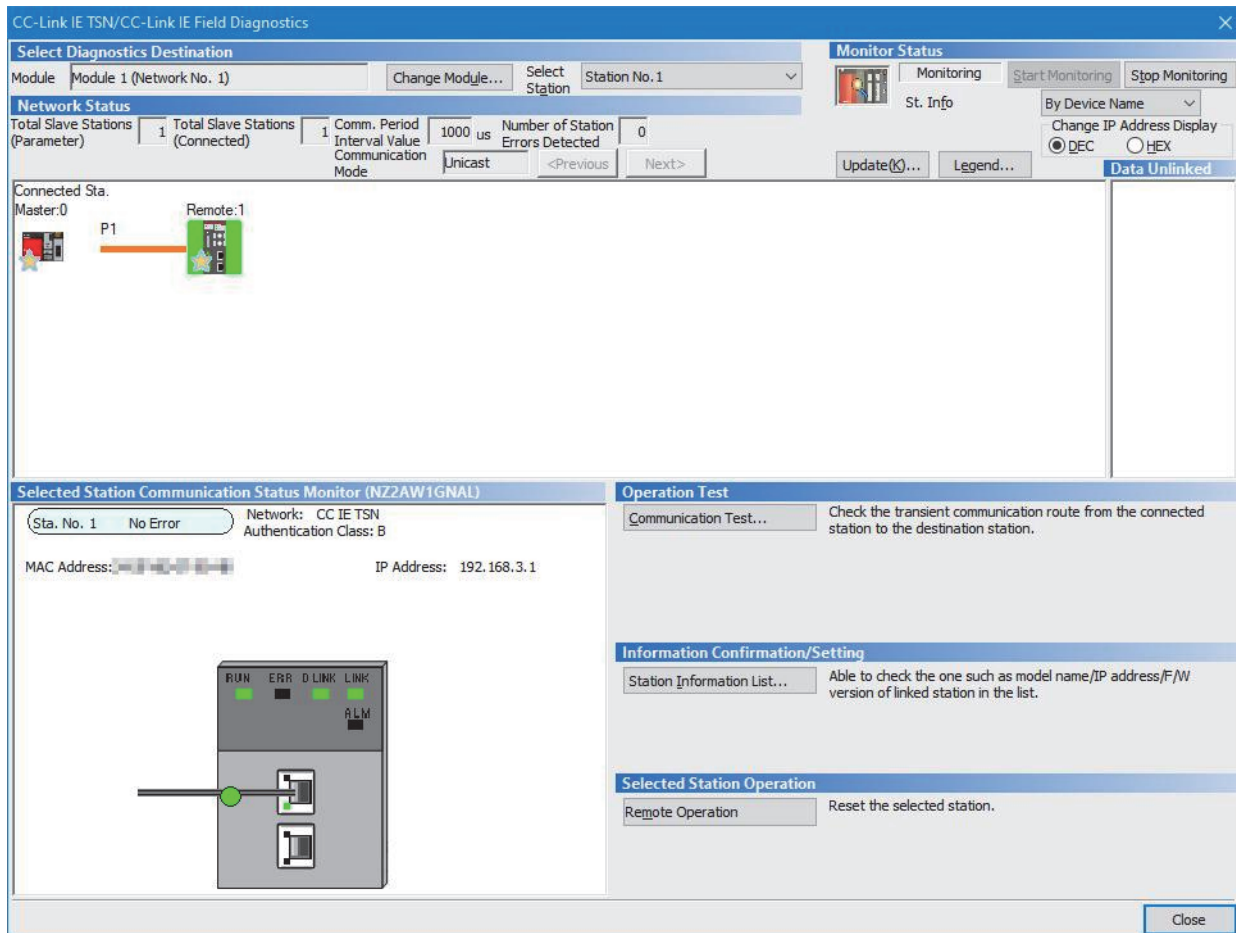 CC-Link IE TSN/CC-Link IE Field Diagnostics
Select Diagnostics Destination
Module Module 1 (Network No. 1) Change Module... Select Station Station No.1
Monitor Status
Monitoring Start Monitoring Stop Monitoring
St. Info By Device Name
Change IP Address Display
DEC HEX
Update(K)... Legend...
Network Status
Total Slave Stations (Parameter) 1 Total Slave Stations (Connected) 1 Comm. Period Interval Value 1000 us Number of Station Errors Detected 0
Communication Mode Unicast <Previous Next>
Data Unlinked
Connected Sta.
Master:0 Remote:1
P1
Selected Station Communication Status Monitor (NZ2AW1GNAL)
Sta. No. 1 No Error
Network: CC IE TSN
Authentication Class: B
MAC Address: IP Address: 192.168.3.1
RUN ERR D LINK LINK
ALM
Operation Test
Communication Test... Check the transient communication route from the connected
station to the destination station.
Information Confirmation/Setting
Station Information List... Able to check the one such as model name/IP address/F/W
version of linked station in the list.
Selected Station Operation
Remote Operation Reset the selected station.
Close